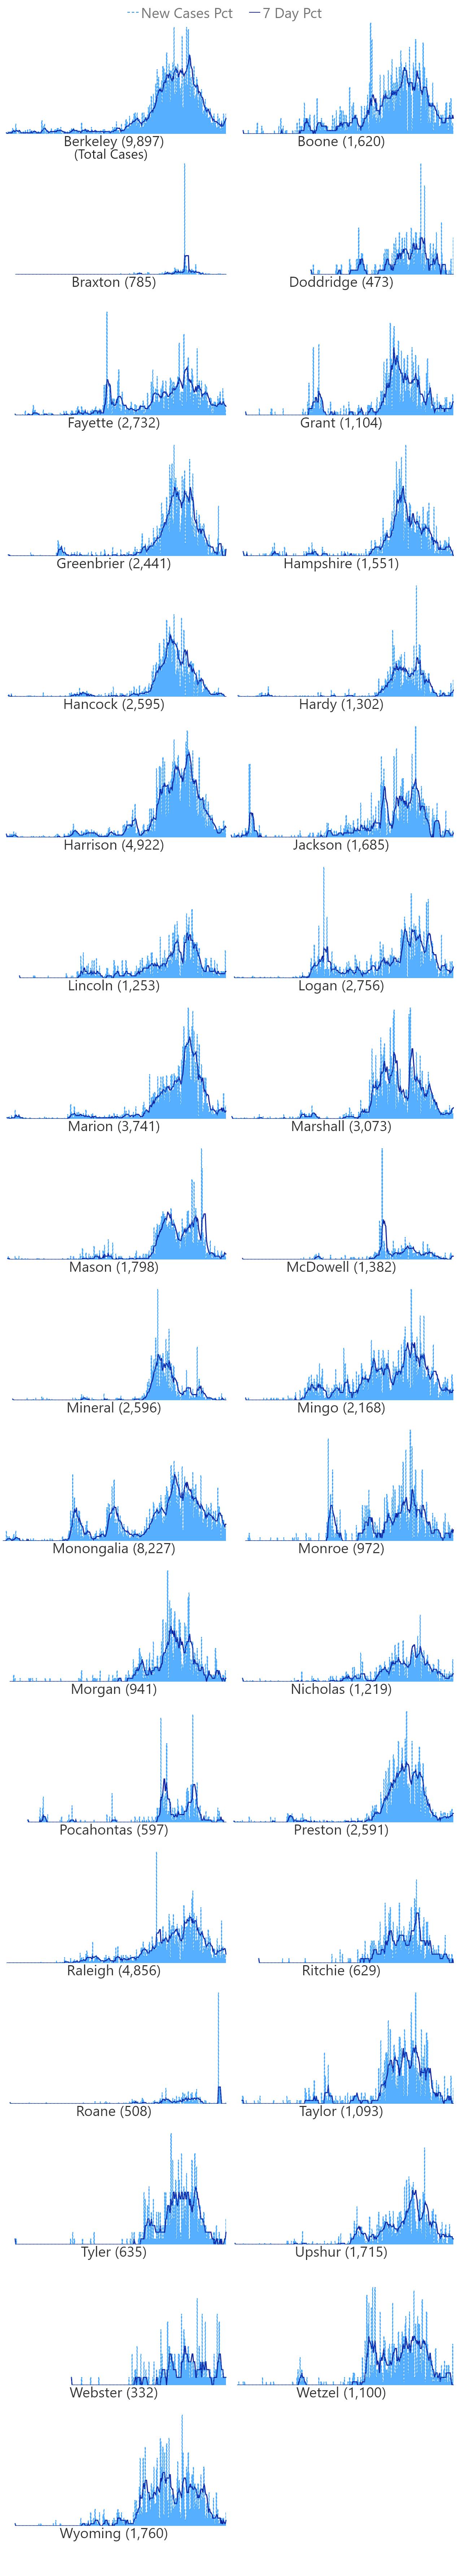 New Cases Pct 7 Day Pct
Berkeley (9,897) Boone (1,620)
(Total Cases)
Braxton (785) Doddridge (473)
Fayette (2,732) Grant (1,104)
Greenbrier (2,441) Hampshire (1,551)
Hancock (2,595) Hardy (1,302)
Harrison (4,922) Jackson (1,685)
Lincoln (1,253) Logan (2,756)
Marion (3,741) Marshall (3,073)
Mason (1,798) McDowell (1,382)
Mineral (2,596) Mingo (2,168)
Monongalia (8,227) Monroe (972)
Morgan (941) Nicholas (1,219)
Pocahontas (597) Preston (2,591)
Raleigh (4,856) Ritchie (629)
Roane (508) Taylor (1,093)
Tyler (635) Upshur (1,715)
Webster (332) Wetzel (1,100)
Wyoming (1,760)